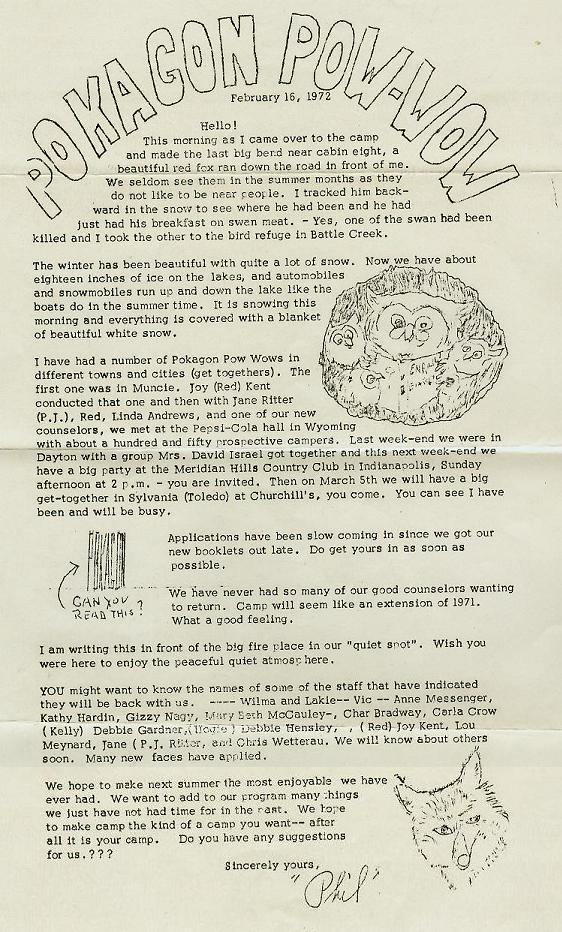 POKAGON POW-WOW
February 16, 1972
Hello!
This morning as I came over to the camp
and made the last big bend near cabin eight, a
beautiful red fox ran down the road in front of me.
We seldom see them in the summer months as they
do not like to be near people. I tracked him back-
ward in the snow to see where he had been and he had
just had his breakfast on swan meat. - Yes, one of the swan had been
killed and I took the other to the bird refuge in Battle Creek.
The winter has been beautiful with quite a lot of snow. Now we have about
eighteen inches of ice on the lakes, and automobiles
and snowmobiles run up and down the lake like the
boats do in the summer time. It is snowing this
morning and everything is covered with a blanket
of beautiful white snow.
I have had a number of Pokagon Pow Wows in
different towns and cities (get togethers). The
first one was in Muncie. Joy (Red) Kent
conducted that one and then with Jane Ritter
(P.J.), Red, Linda Andrews, and one of our new
counselors, we met at the Pepsi-Cola hall in Wyoming
with about a hundred and fifty prospective campers. Last week-end we were in
Dayton with a group Mrs. David Israel got together and this next week-end we
have a big party at the Meridian Hills Country Club in Indianapolis, Sunday
afternoon at 2 p.m. - you are invited. Then on March 5th we will have a big
get-together in Sylvania (Toledo) at Churchill's, you come. You can see I have
been and will be busy.
Applications have been slow coming in since we got our
new booklets out late. Do get yours in as soon as
possible.
CAN YOU
READ THIS?
We have never had so many of our good counselors wanting
to return. Camp will seem like an extension of 1971.
What a good feeling.
I am writing this in front of the big fire place in our "quiet spot". Wish you
were here to enjoy the peaceful quiet atmosphere.
YOU might want to know the names of some of the staff that have indicated
they will be back with us. ---- Wilma and Lakie-- Vic -- Anne Messenger,
Kathy Hardin, Gizzy Nagy, Mary Beth McCauley-, Char Bradway, Carla Crow
(Kelly) Debbie Gardner, Debbie Hensley, , (Red) Joy Kent, Lou
Meynard, Jane ( P.J. Ritter, and Chris Wetterau. We will know about others
soon. Many new faces have applied.
We hope to make next summer the most enjoyable we have
ever had. We want to add to our program many things
we just have not had time for in the past. We hope
to make camp the kind of a camp you want-- after
all it is your camp. Do you have any suggestions
for us.???
Sincerely yours,
"Phil"